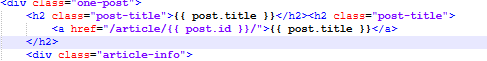 <div class="one-post">
<h2 class="post-title">{{ post.title }}</h2><h2 class="post-title">
<a href="/article/{{ post.id }}/">{{ post.title }}</a>
</h2>
<div class="article-info">